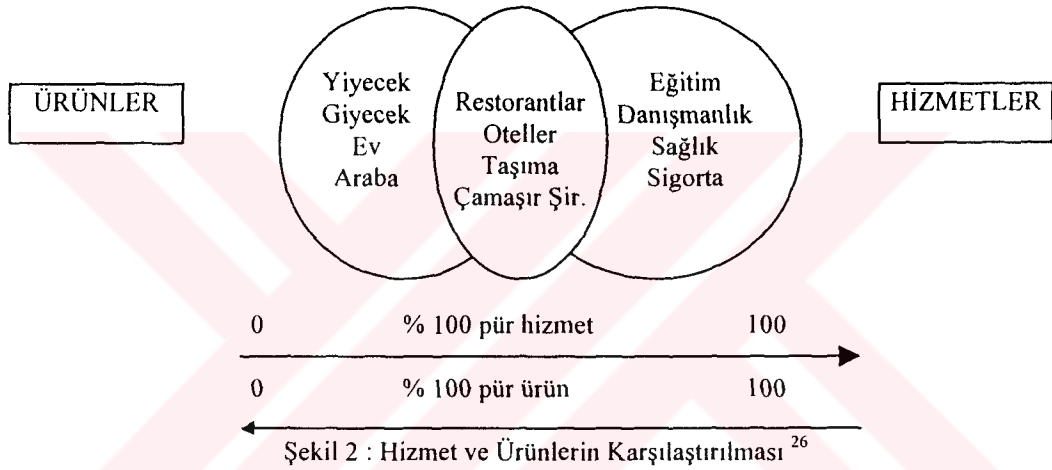 ÜRÜNLER
Yiyecek
Giyecek
Ev
Araba
Restorantlar
Oteller
Taşıma
Çamaşır Şir.
Eğitim
Danışmanlık
Sağlık
Sigorta
HİZMETLER
0 % 100 pür hizmet 100
0 % 100 pür ürün 100
Şekil 2 : Hizmet ve Ürünlerin Karşılaştırılması 26